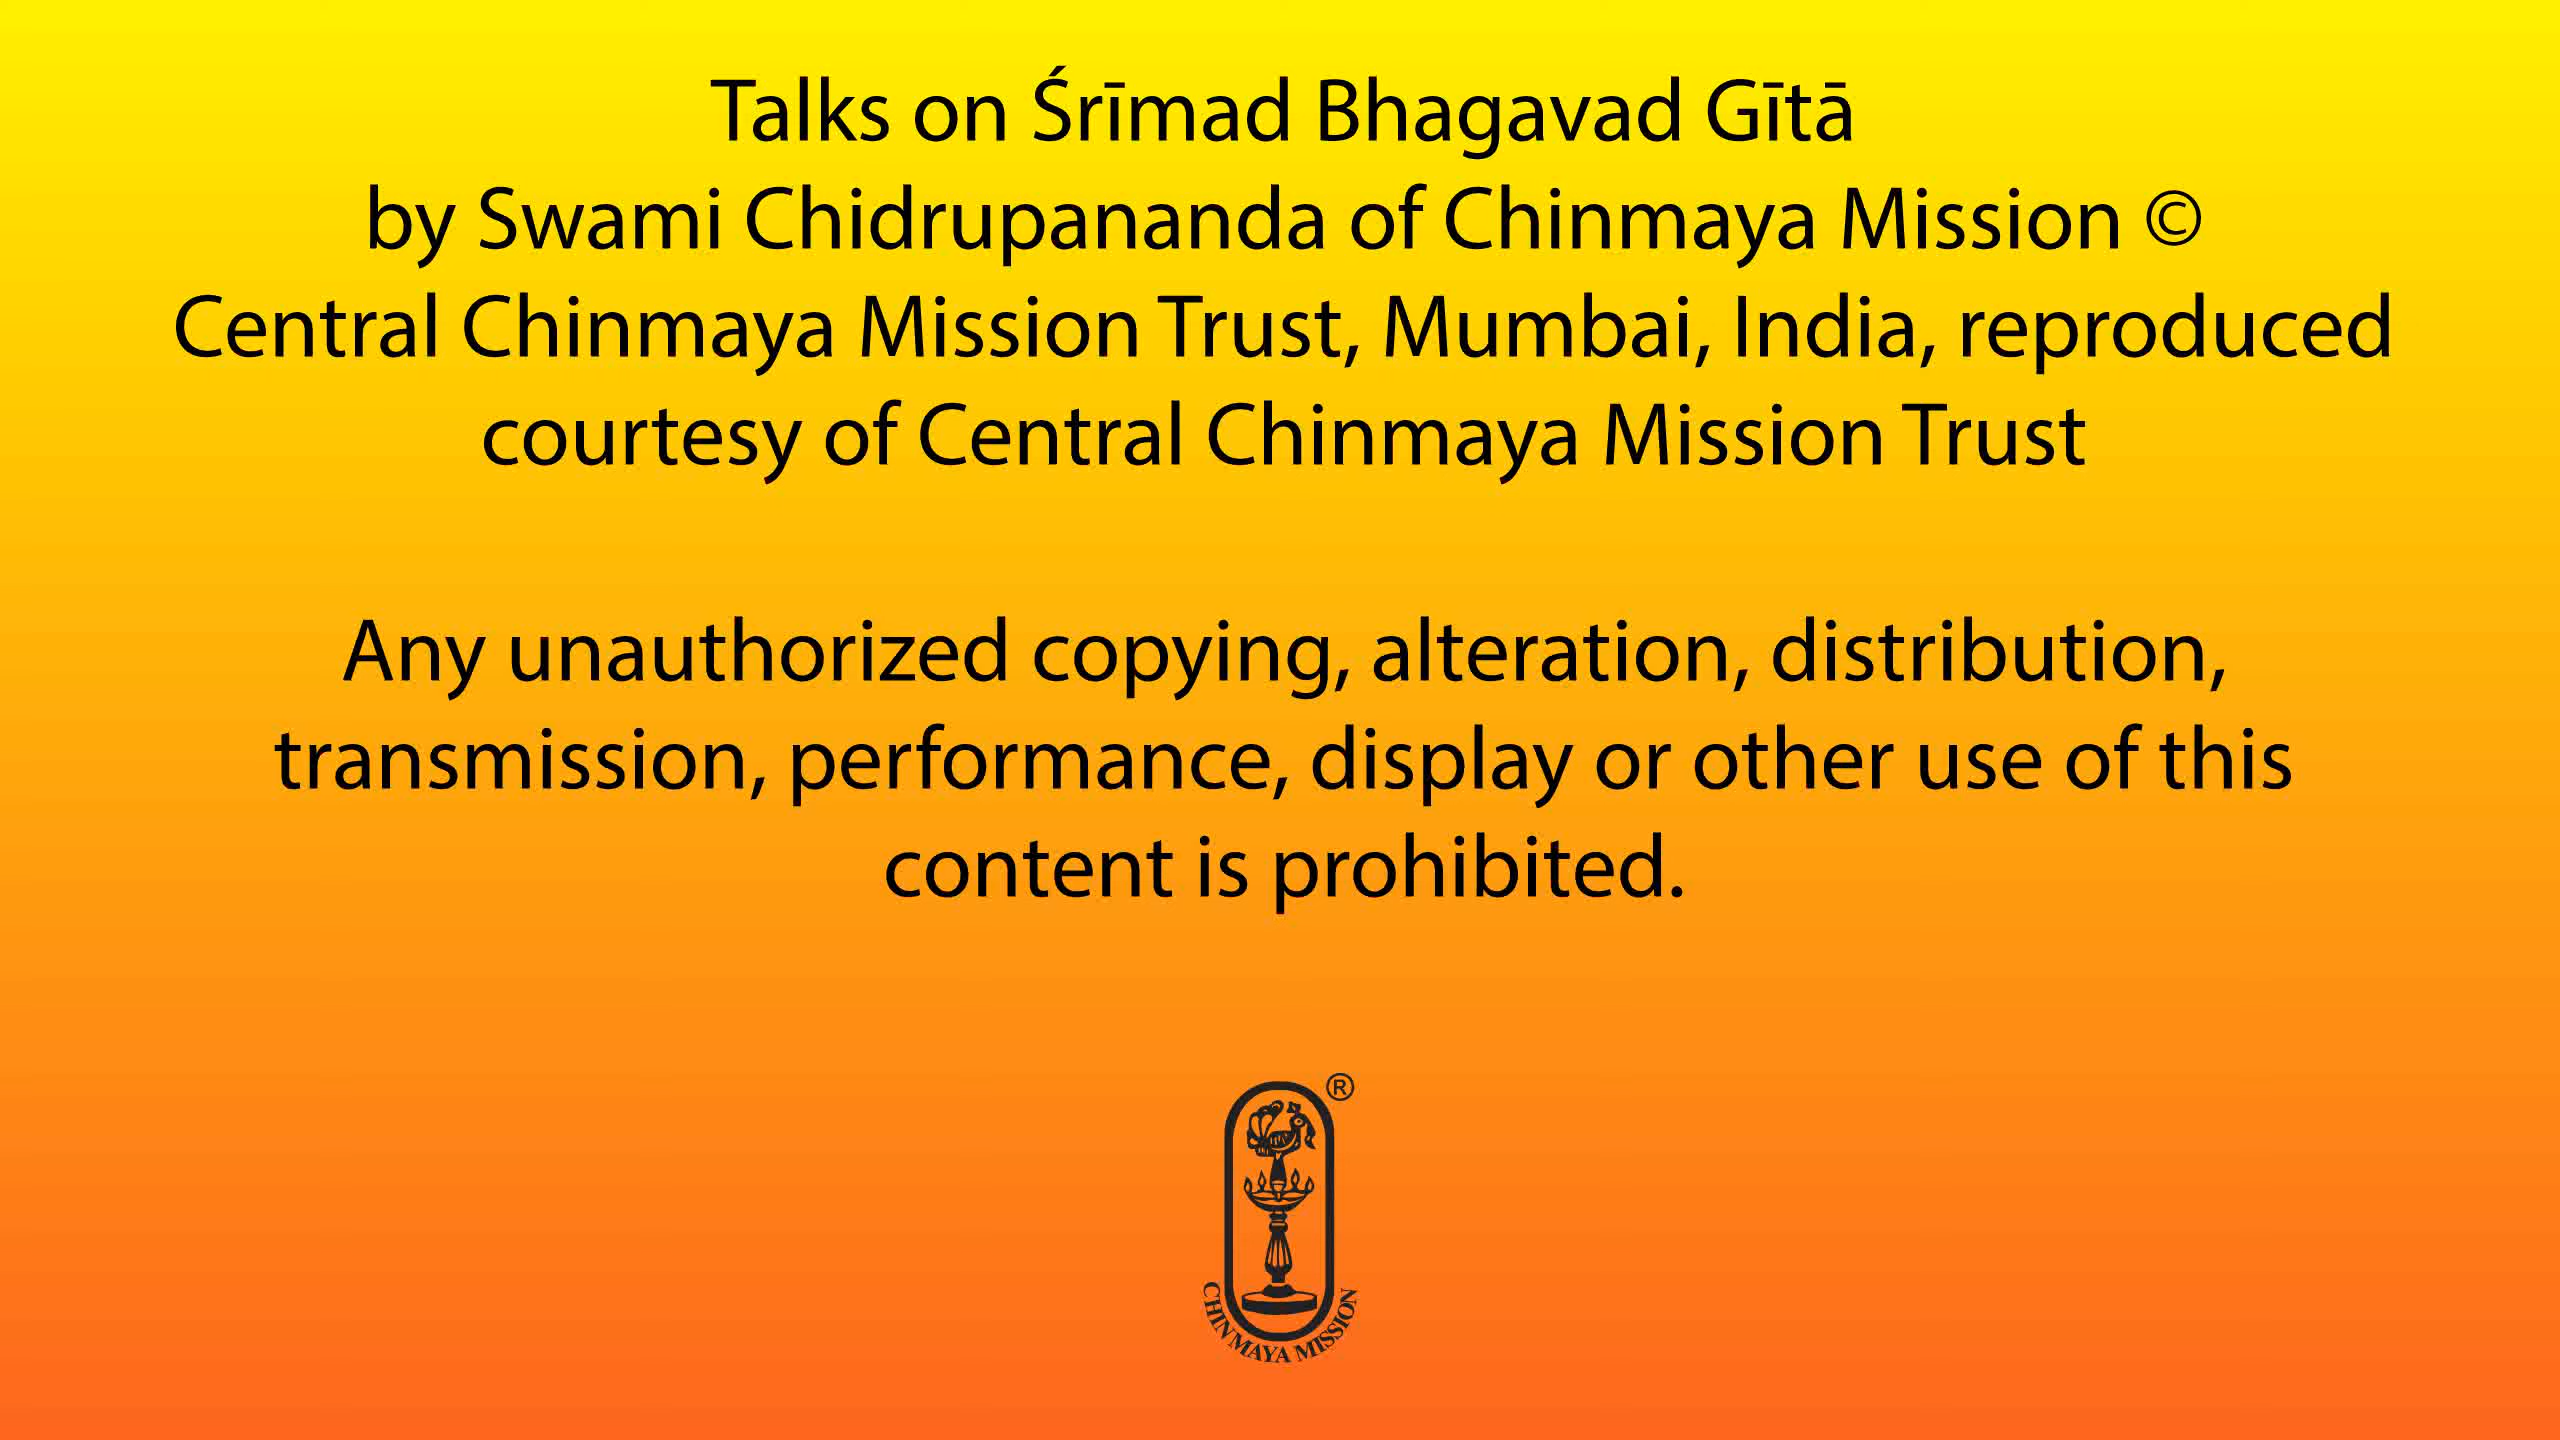 Talks on Śrīmad Bhagavad Gītā
by Swami Chidrupananda of Chinmaya Mission ©
Central Chinmaya Mission Trust, Mumbai, India, reproduced
courtesy of Central Chinmaya Mission Trust
Any unauthorized copying, alteration, distribution,
transmission, performance, display or other use of this
content is prohibited.
®
CHINMAYA MISSION